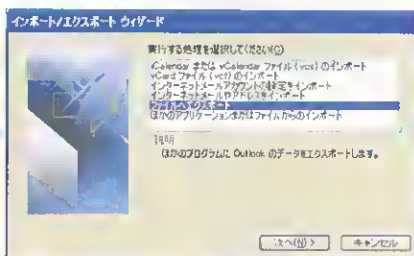 インポート/エクスポート ウィザード
実行する処理を選択してください(C)
iCalendar または vCalendar ファイル (vcs) のインポート
vCard ファイル (vcf) のインポート
インターネットメール アカウントの設定をインポート
インターネットメールやアドレスをインポート
ファイルへエクスポート
ほかのアプリケーションまたはファイルからのインポート
説明
ほかのプログラムに Outlook のデータをエクスポートします。
次へ(N) >
キャンセル